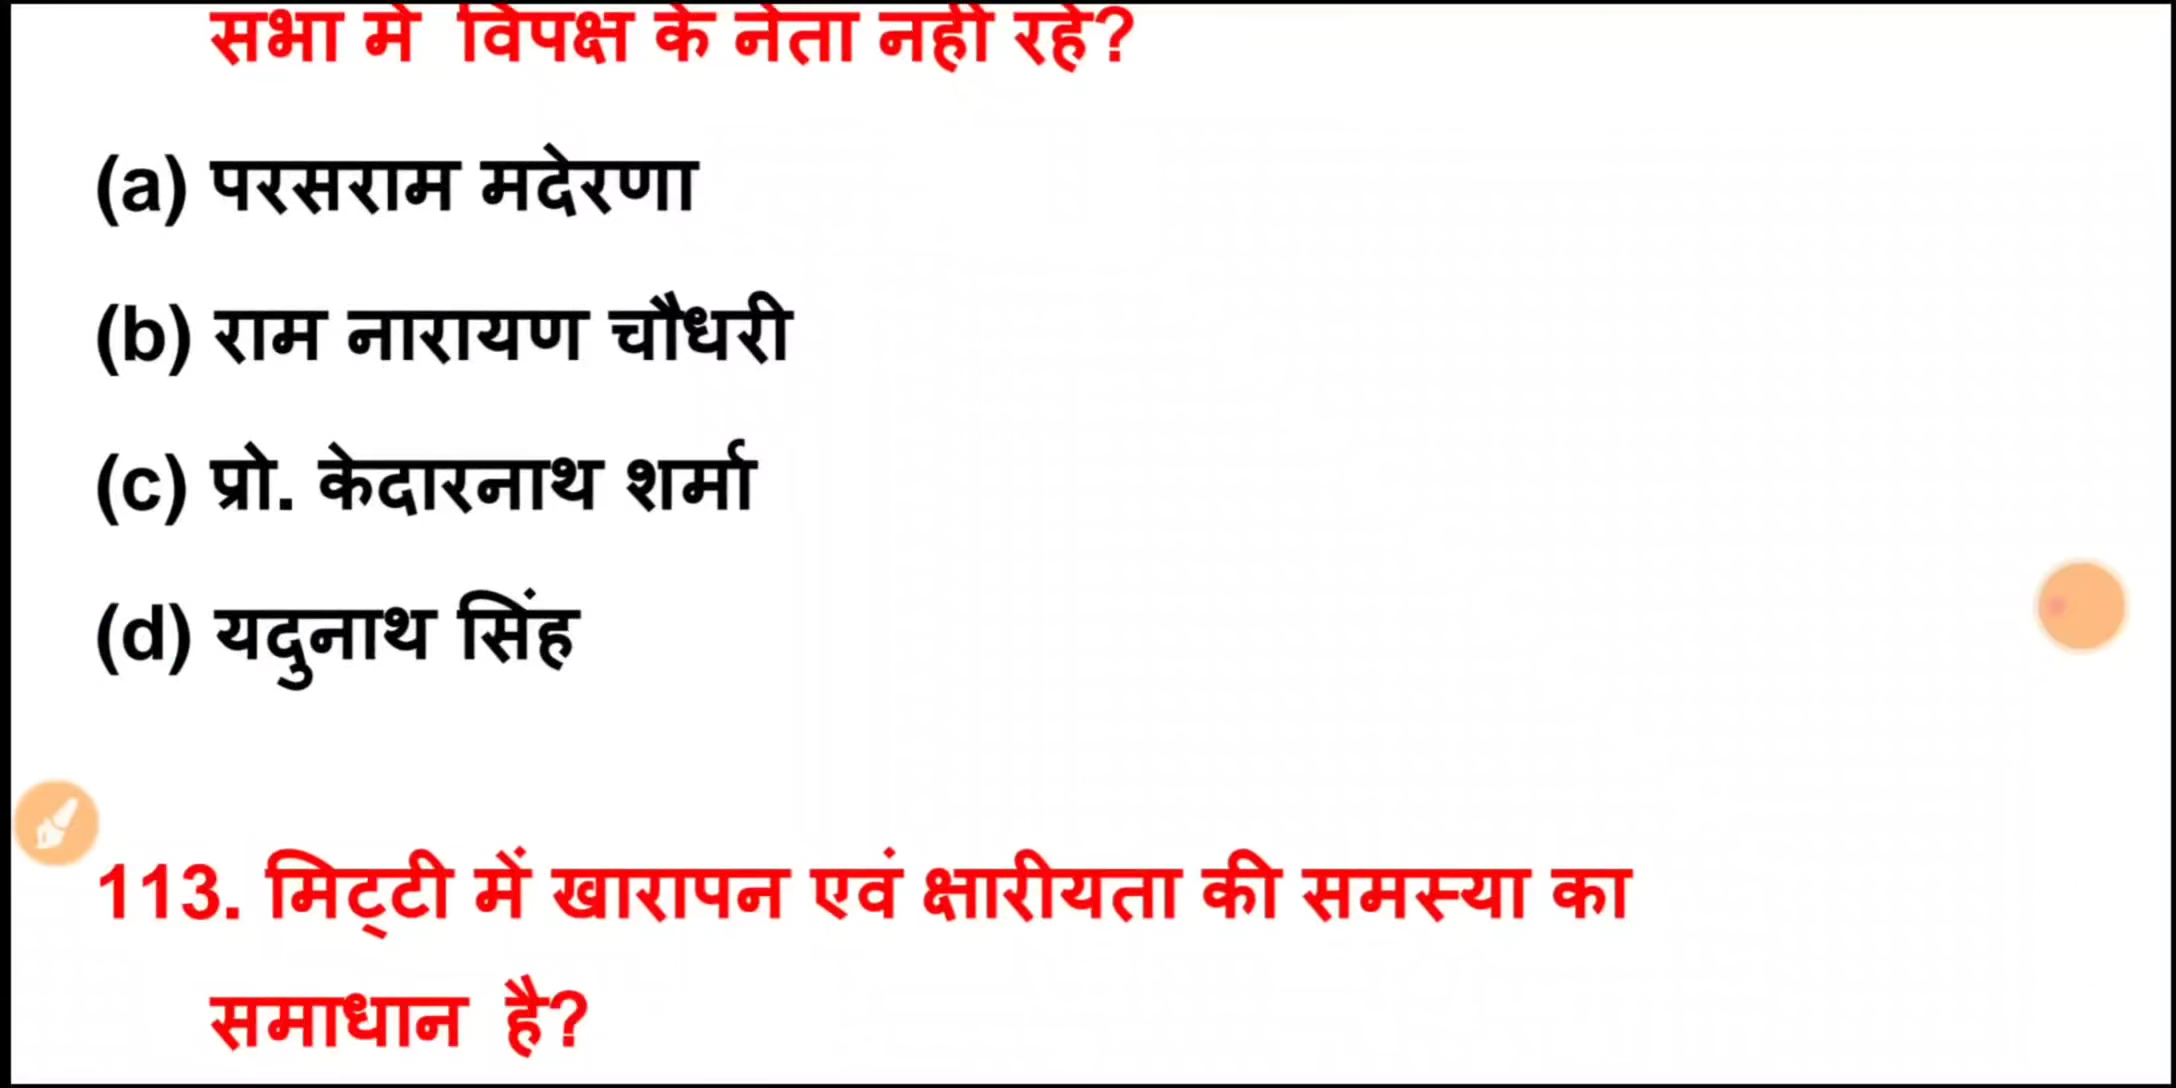 सभा में विपक्ष के नेता नहीं रहे?
(a) परसराम मदेरणा
(b) राम नारायण चौधरी
(c) प्रो. केदारनाथ शर्मा
(d) यदुनाथ सिंह
113. मिट्‌टी में खारापन एवं क्षारीयता की समस्या का
समाधान है?